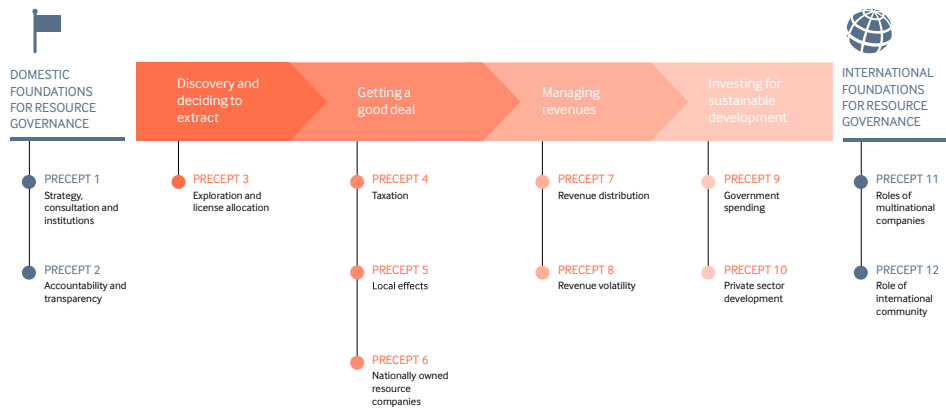 DOMESTIC
FOUNDATIONS
FOR RESOURCE
GOVERNANCE
PRECEPT 1
Strategy,
consultation and
institutions
PRECEPT 2
Accountability and
transparency
Discovery and
deciding to
extract
PRECEPT 3
Exploration and
license allocation
Getting a
good deal
PRECEPT 4
Taxation
PRECEPT 5
Local effects
PRECEPT 6
Nationally owned
resource
companies
Managing
revenues
PRECEPT 7
Revenue distribution
PRECEPT 8
Revenue volatility
Investing for
sustainable
development
PRECEPT 9
Government
spending
PRECEPT 10
Private sector
development
INTERNATIONAL
FOUNDATIONS
FOR RESOURCE
GOVERNANCE
PRECEPT 11
Roles of
multinational
companies
PRECEPT 12
Role of
international
community